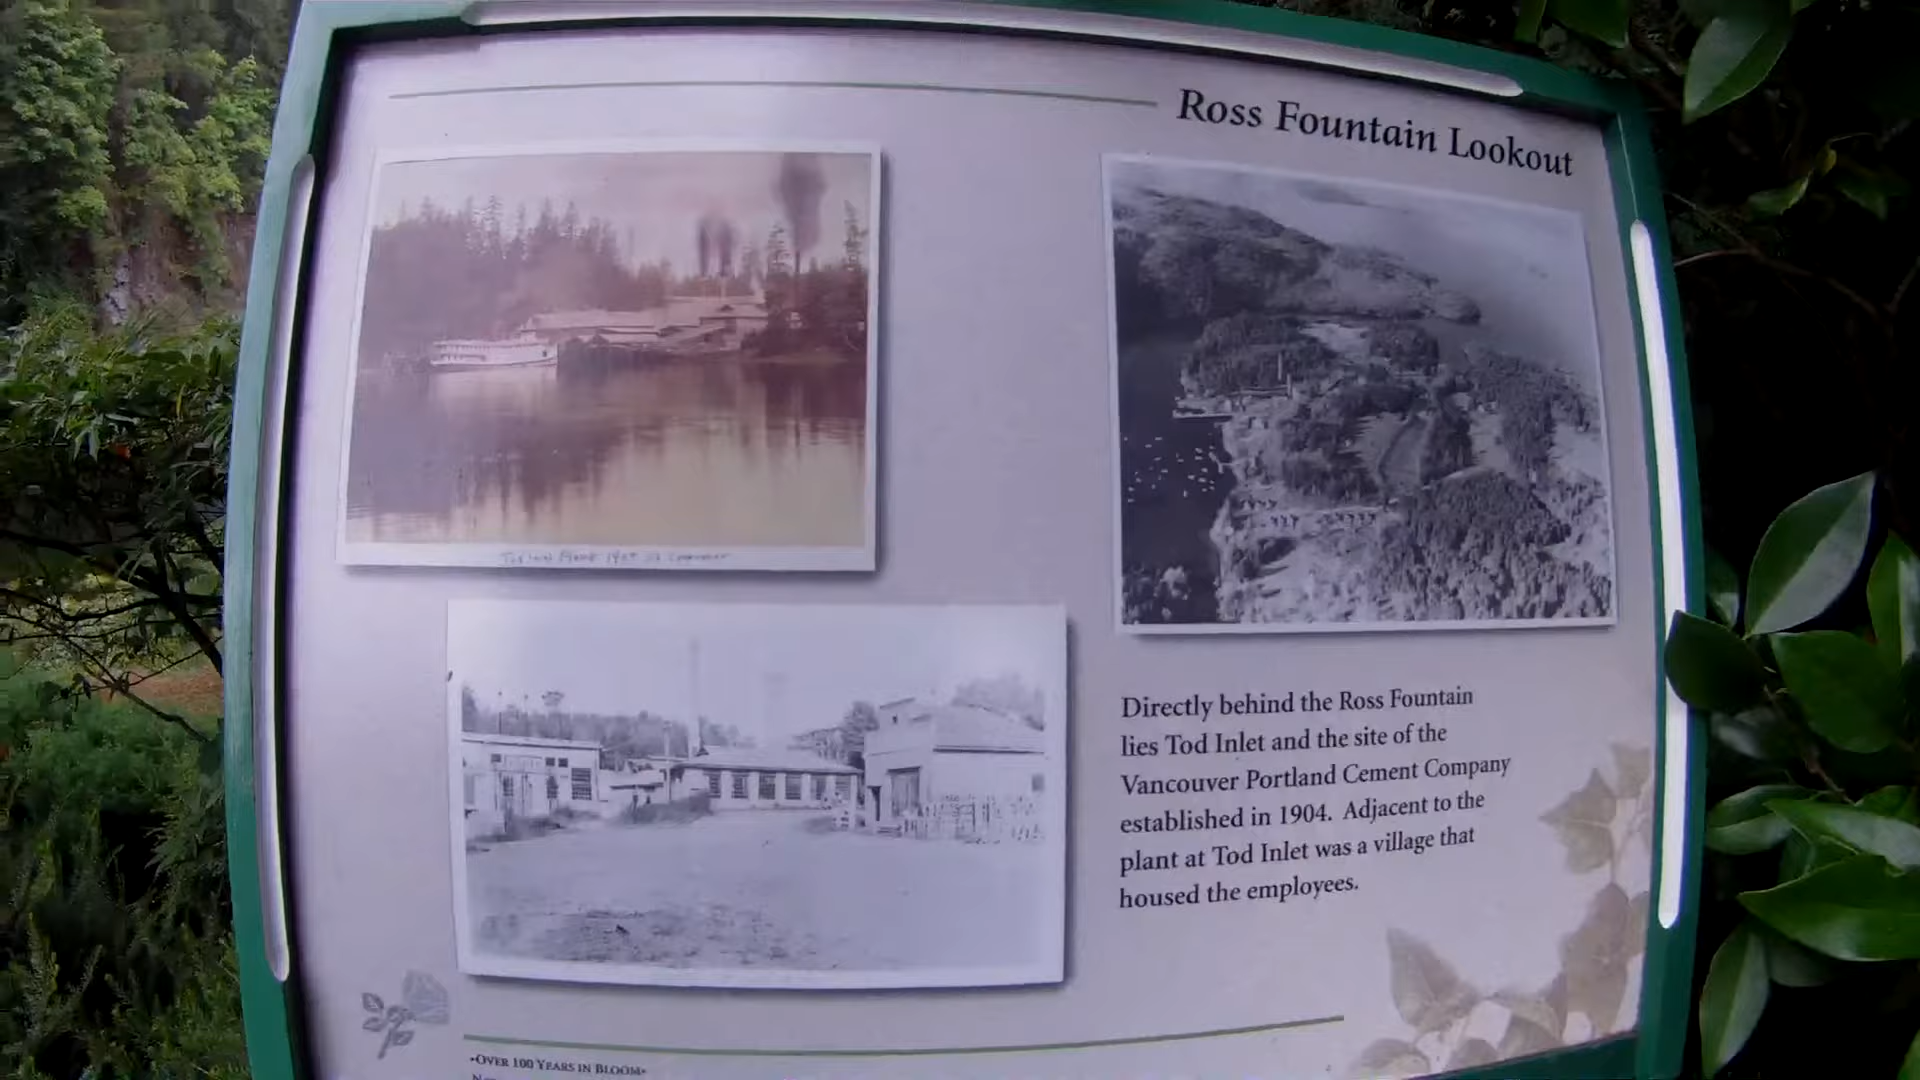 Ross Fountain Lookout
Directly behind the Ross Fountain
lies Tod Inlet and the site of the
Vancouver Portland Cement Company
established in 1904. Adjacent to the
plant at Tod Inlet was a village that
housed the employees.
•OVER 100 YEARS IN BLOOM•